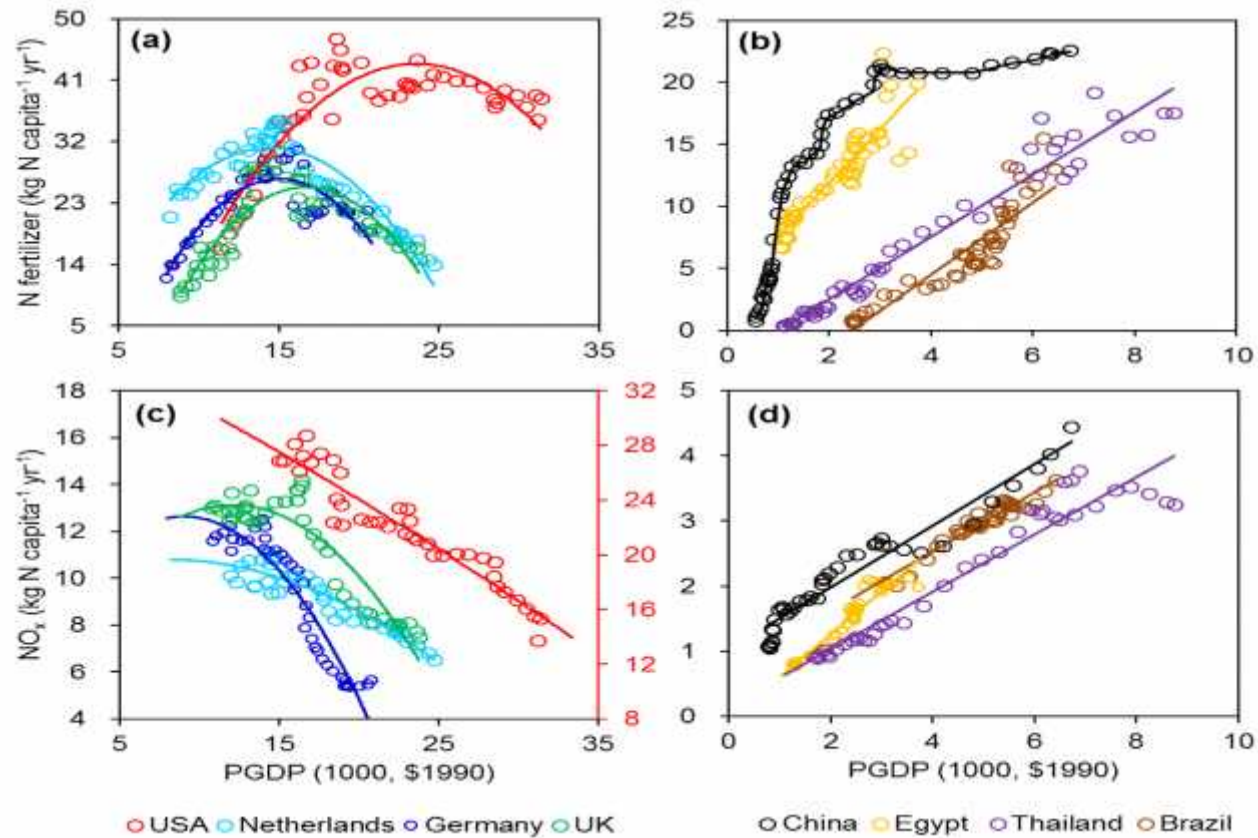 (a)
N fertilizer (kg N capita⁻¹ yr⁻¹)
50
41
32
23
14
5
5 15 25 35
(b)
25
20
15
10
5
0
0 2 4 6 8 10
(c)
NOₓ (kg N capita⁻¹ yr⁻¹)
18
16
14
12
10
8
6
4
32
28
24
20
16
12
8
5 15 25 35
PGDP (1000, $1990)
(d)
5
4
3
2
1
0
0 2 4 6 8 10
PGDP (1000, $1990)
USA Netherlands Germany UK
China Egypt Thailand Brazil